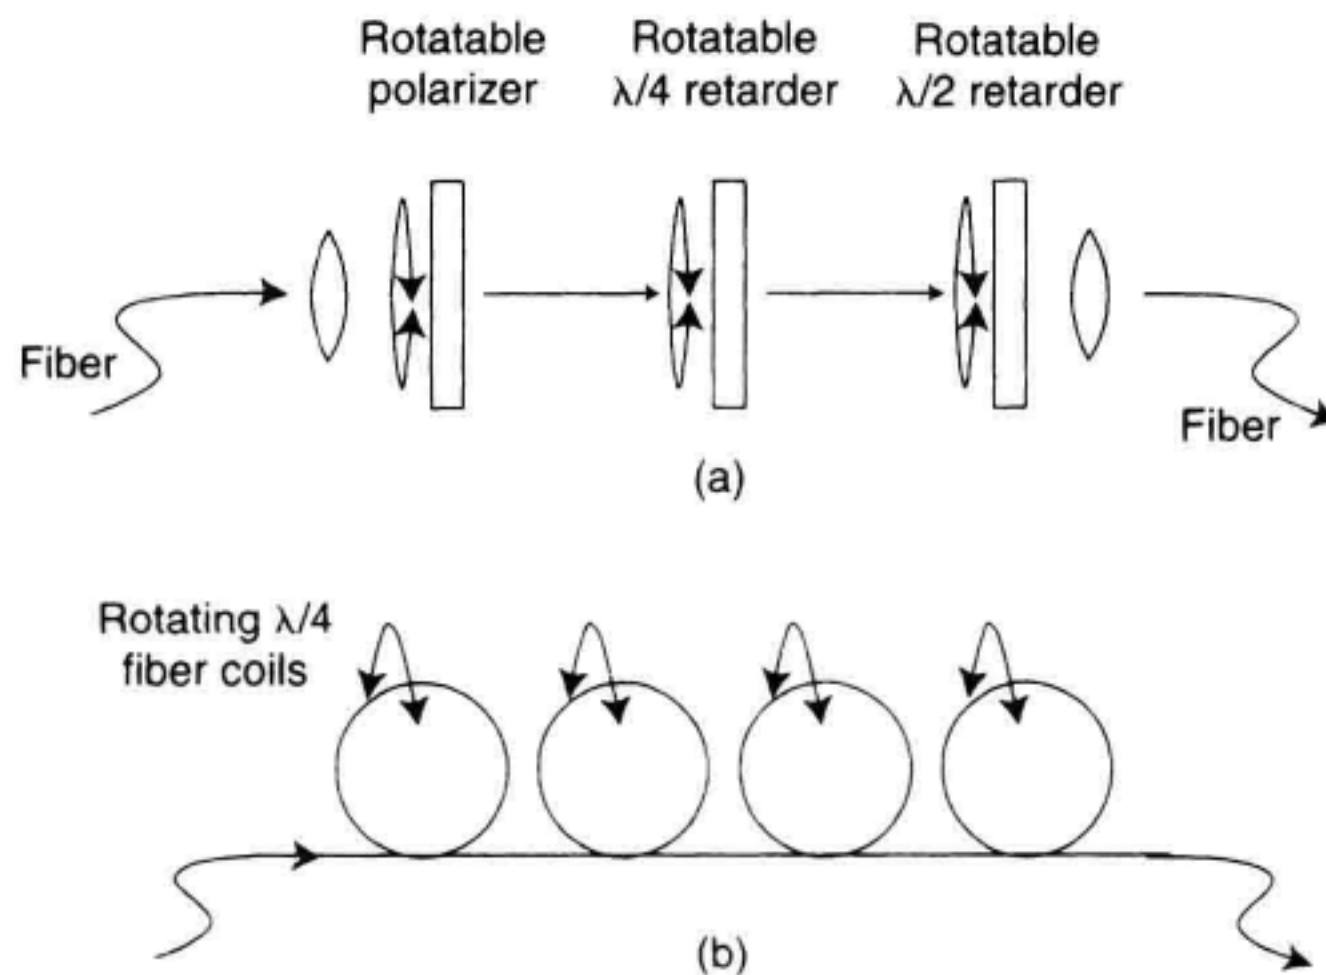 Rotatable
polarizer
Rotatable
λ/4 retarder
Rotatable
λ/2 retarder
Fiber
Fiber
(a)
Rotating λ/4
fiber coils
(b)